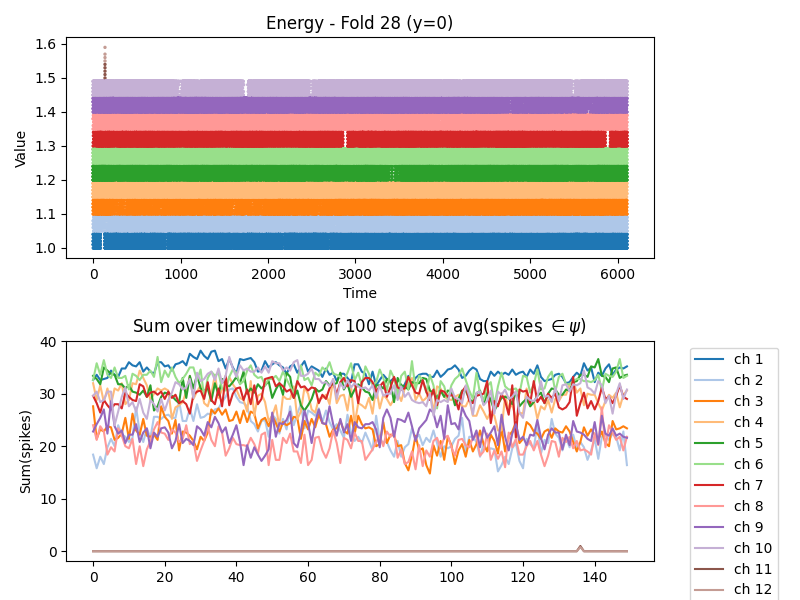 Energy - Fold 28 (y=0)
1.6
1.5
1.4
1.3
1.2
1.1
1.0
Value
0 1000 2000 3000 4000 5000 6000
Time
Sum over timewindow of 100 steps of avg(spikes ∈ ψ)
40
30
20
10
0
Sum(spikes)
0 20 40 60 80 100 120 140
ch 1
ch 2
ch 3
ch 4
ch 5
ch 6
ch 7
ch 8
ch 9
ch 10
ch 11
ch 12